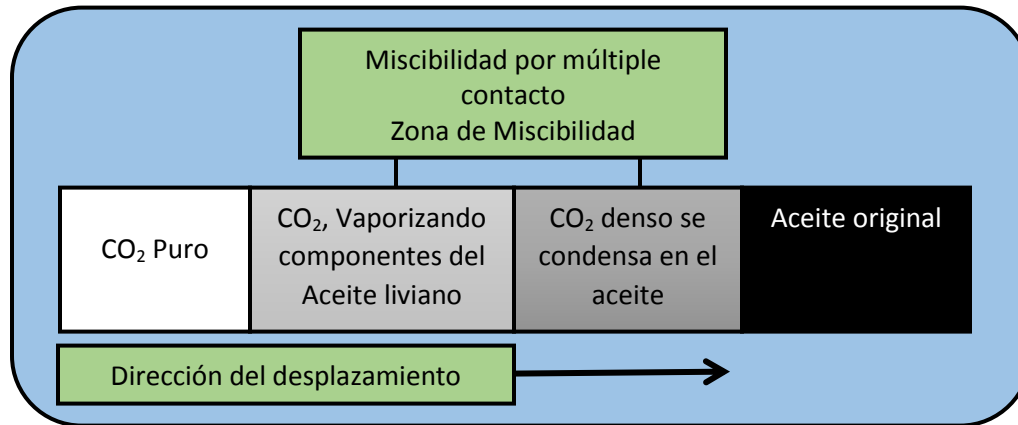 Miscibilidad por múltiple
contacto
Zona de Miscibilidad
CO₂ Puro
CO₂, Vaporizando
componentes del
Aceite liviano
CO₂ denso se
condensa en el
aceite
Aceite original
Dirección del desplazamiento